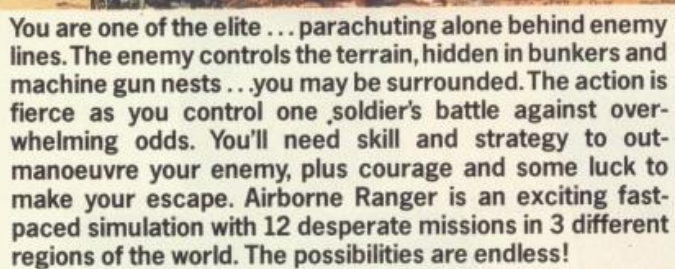 You are one of the elite ... parachuting alone behind enemy
lines. The enemy controls the terrain, hidden in bunkers and
machine gun nests ... you may be surrounded. The action is
fierce as you control one soldier's battle against over-
whelming odds. You'll need skill and strategy to out-
manoeuvre your enemy, plus courage and some luck to
make your escape. Airborne Ranger is an exciting fast-
paced simulation with 12 desperate missions in 3 different
regions of the world. The possibilities are endless!